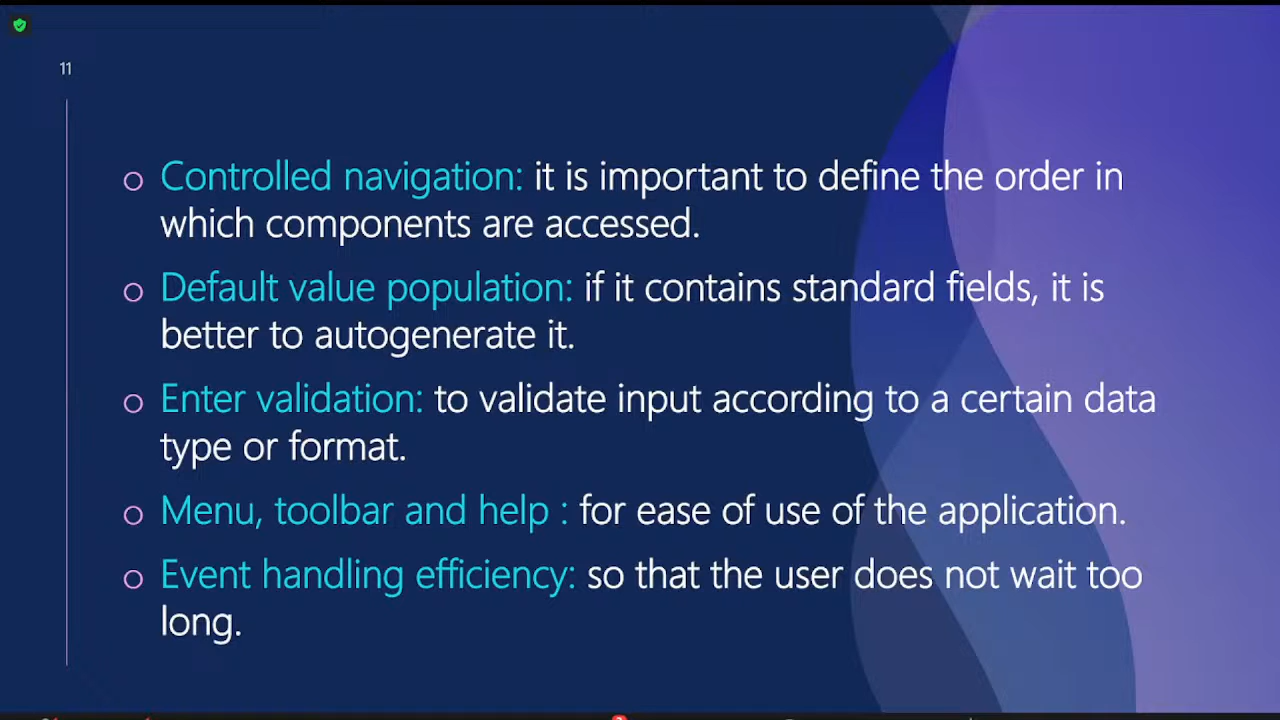 11
o Controlled navigation: it is important to define the order in
which components are accessed.
o Default value population: if it contains standard fields, it is
better to autogenerate it.
o Enter validation: to validate input according to a certain data
type or format.
o Menu, toolbar and help : for ease of use of the application.
o Event handling efficiency: so that the user does not wait too
long.